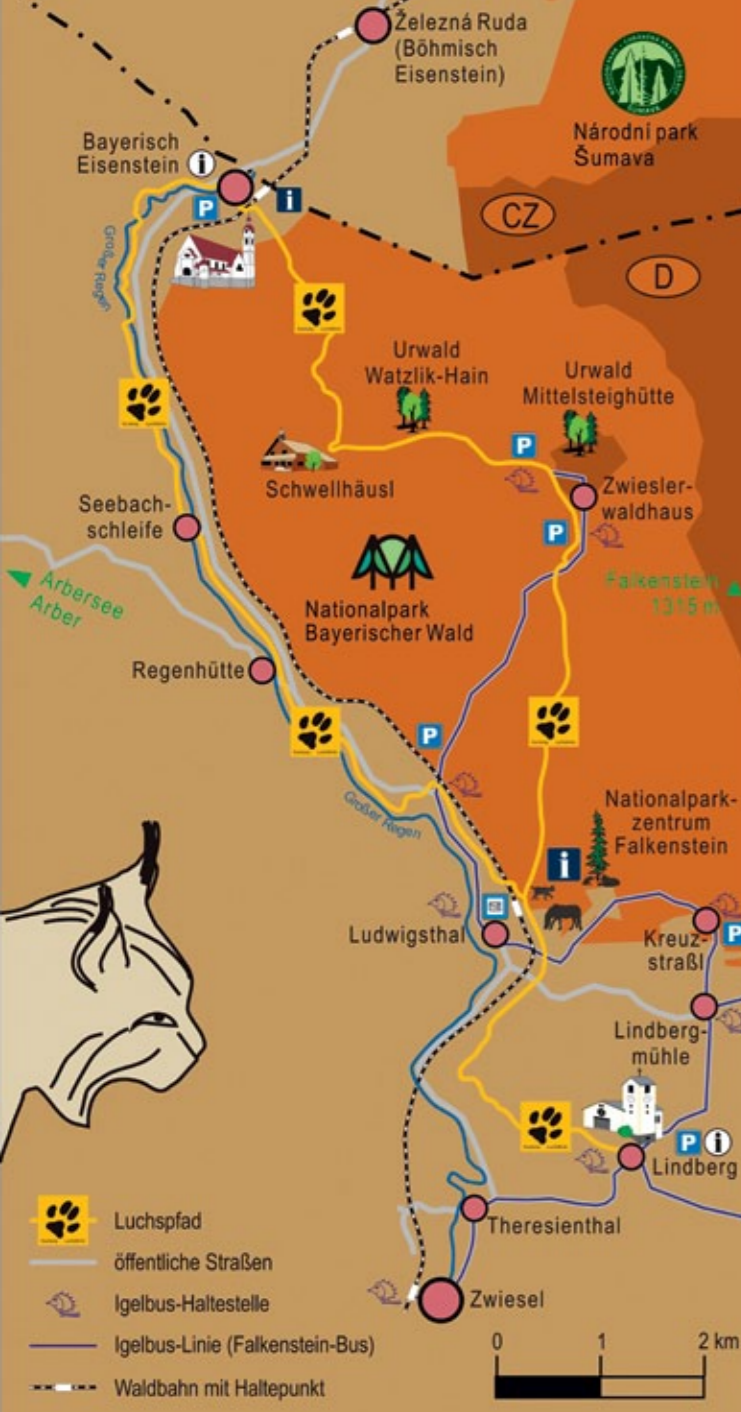 Železná Ruda
(Böhmisch
Eisenstein)
Národní park
Šumava
Bayerisch
Eisenstein
i
P
i
CZ
D
Großer Regen
Urwald
Watzlik-Hain
Urwald
Mittelsteighütte
P
Schwellhäusl
Zwiesler-
waldhaus
P
Seebach-
schleife
Arbersee
Arber
Falkenstein
1315 m
Nationalpark
Bayerischer Wald
Regenhütte
P
Großer Regen
Nationalpark-
zentrum
Falkenstein
i
Ludwigsthal
Kreuz-
straßl
P
Lindberg-
mühle
P
i
Lindberg
Theresienthal
Zwiesel
Luchspfad
öffentliche Straßen
Igelbus-Haltestelle
Igelbus-Linie (Falkenstein-Bus)
Waldbahn mit Haltepunkt
0 1 2 km